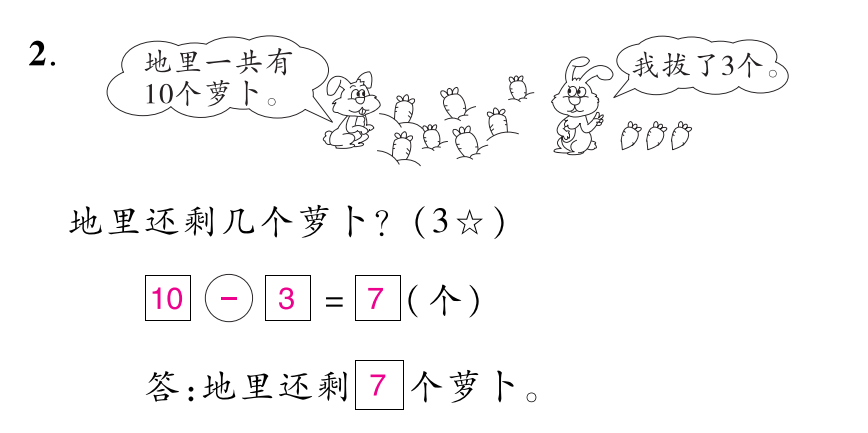 2.
地里一共有
10个萝卜。
我拔了3个。
地里还剩几个萝卜？(3☆)
10 - 3 = 7 (个)
答:地里还剩 7 个萝卜。